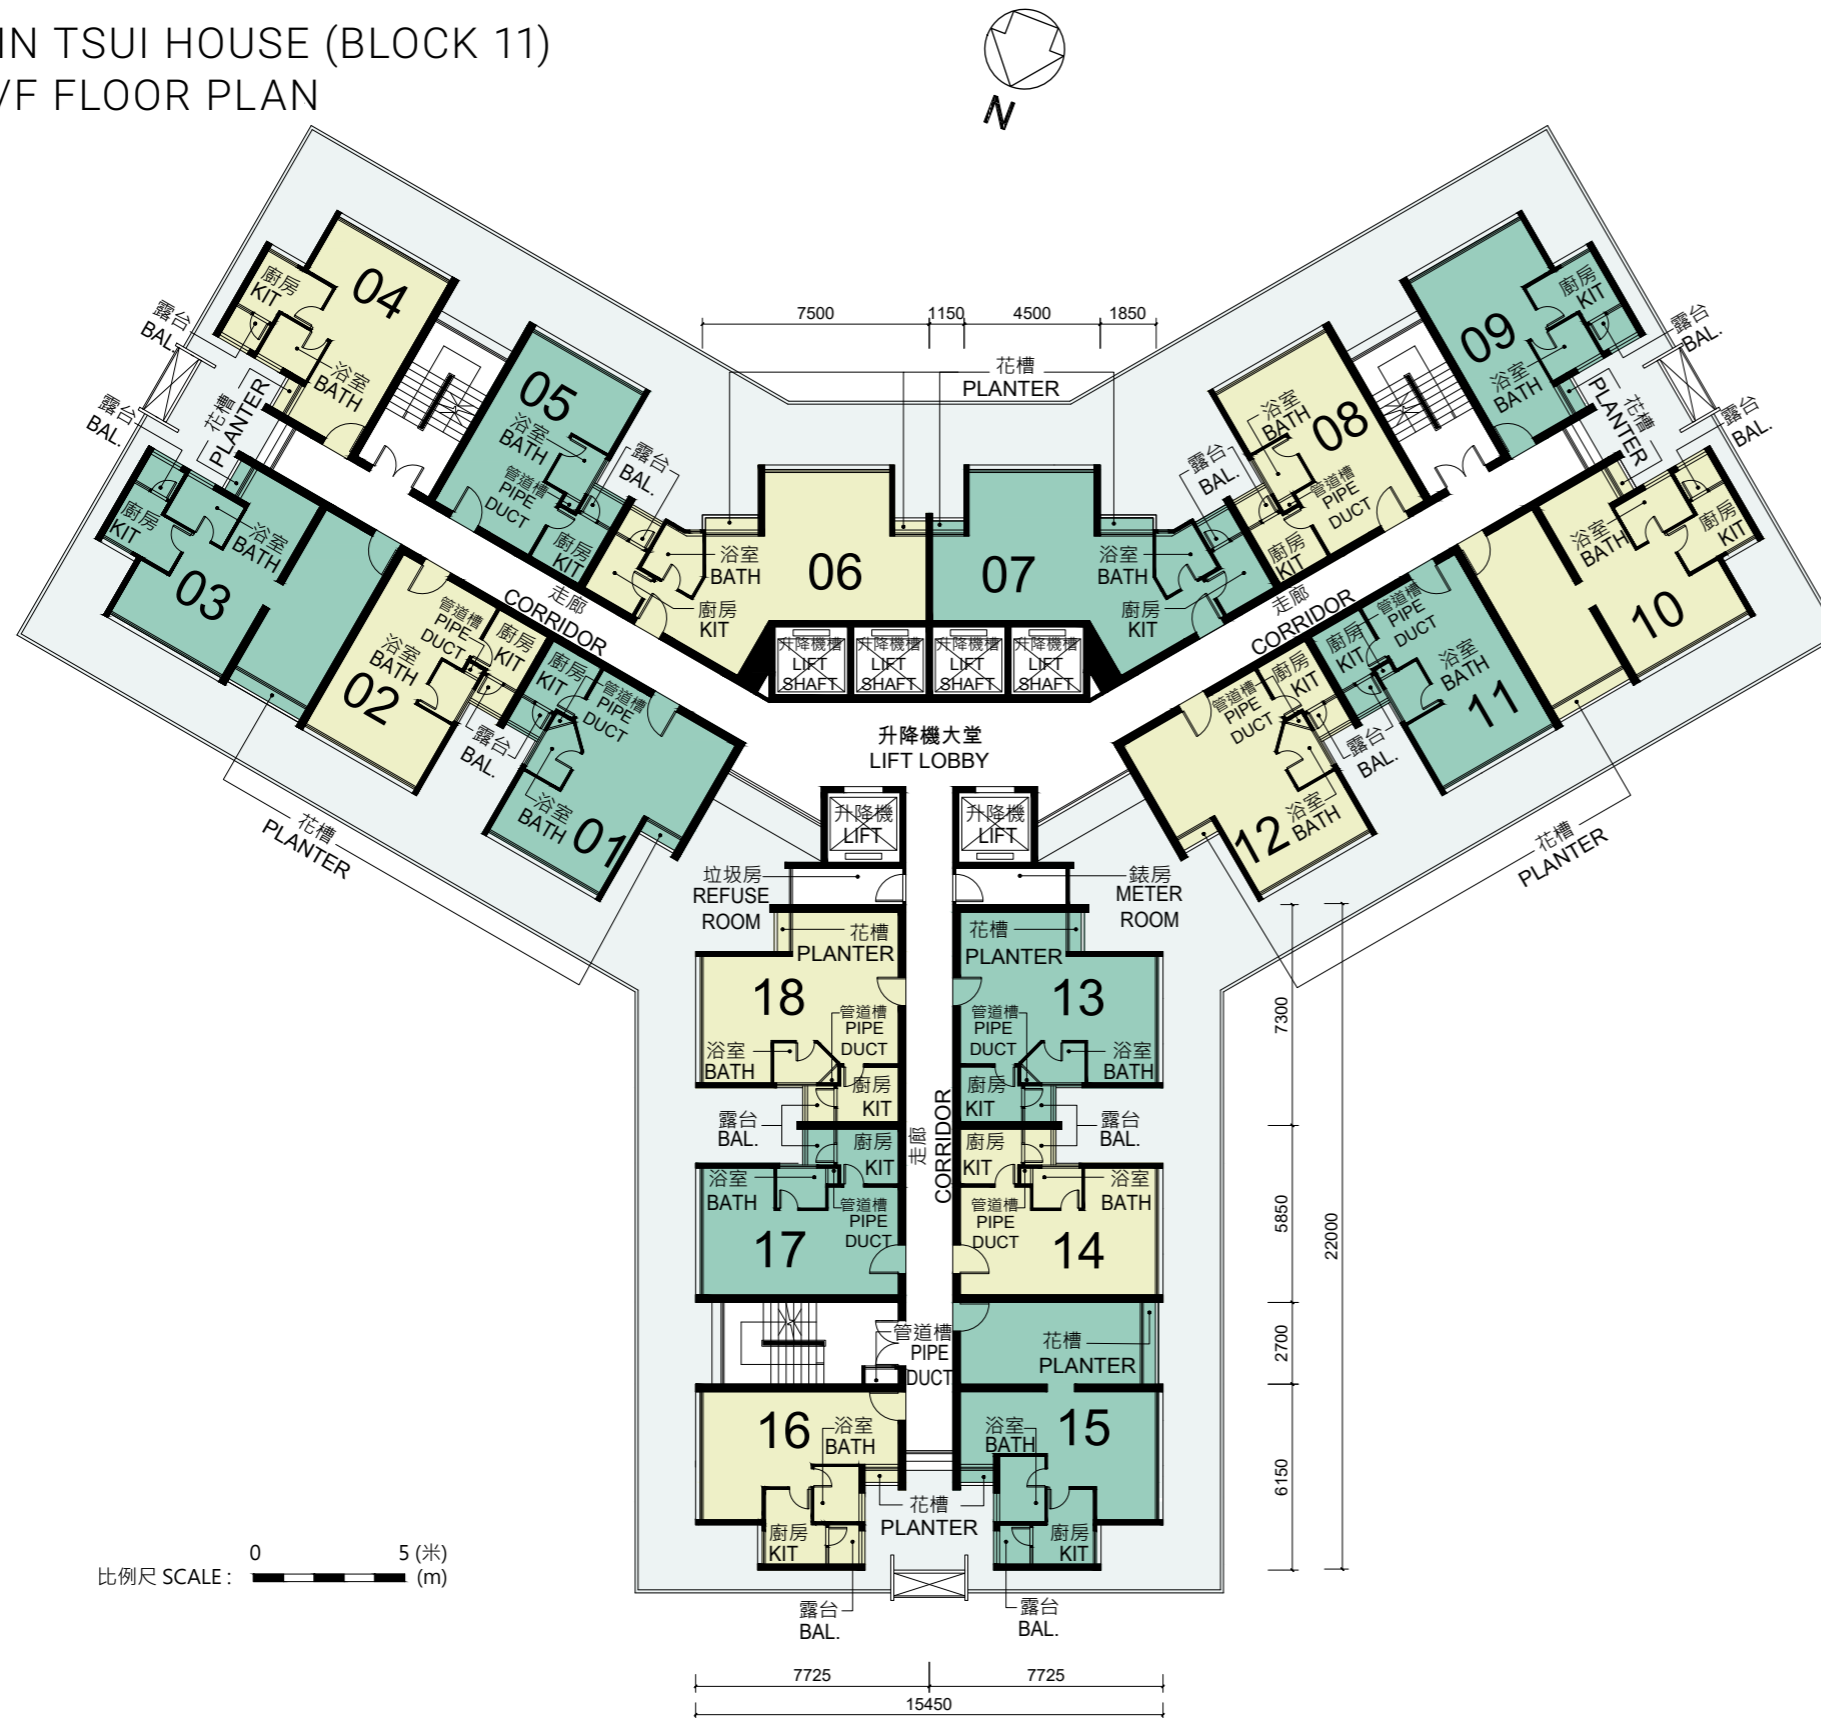 IN TSUI HOUSE (BLOCK 11)
/F FLOOR PLAN
N
7500
1150
4500
1850
花槽
PLANTER
04
廚房
KIT
露台
BAL.
浴室
BATH
花槽
PLANTER
露台
BAL.
05
浴室
BATH
管道槽
PIPE
DUCT
廚房
KIT
露台
BAL.
03
廚房
KIT
浴室
BATH
02
管道槽
PIPE
DUCT
浴室
BATH
廚房
KIT
走廊
CORRIDOR
01
廚房
KIT
管道槽
PIPE
DUCT
露台
BAL.
浴室
BATH
花槽
PLANTER
06
浴室
BATH
廚房
KIT
07
浴室
BATH
廚房
KIT
露台
BAL.
08
浴室
BATH
管道槽
PIPE
DUCT
廚房
KIT
09
廚房
KIT
浴室
BATH
露台
BAL.
花槽
PLANTER
露台
BAL.
10
浴室
BATH
廚房
KIT
走廊
CORRIDOR
11
管道槽
PIPE
DUCT
廚房
KIT
浴室
BATH
12
廚房
KIT
管道槽
PIPE
DUCT
露台
BAL.
浴室
BATH
花槽
PLANTER
升降機槽
LIFT
SHAFT
升降機槽
LIFT
SHAFT
升降機槽
LIFT
SHAFT
升降機槽
LIFT
SHAFT
升降機大堂
LIFT LOBBY
升降機
LIFT
升降機
LIFT
垃圾房
REFUSE
ROOM
錶房
METER
ROOM
花槽
PLANTER
18
管道槽
PIPE
DUCT
浴室
BATH
廚房
KIT
露台
BAL.
花槽
PLANTER
13
管道槽
PIPE
DUCT
浴室
BATH
廚房
KIT
露台
BAL.
走廊
CORRIDOR
廚房
KIT
浴室
BATH
管道槽
PIPE
DUCT
17
廚房
KIT
浴室
BATH
管道槽
PIPE
DUCT
14
管道槽
PIPE
DUCT
花槽
PLANTER
16
浴室
BATH
廚房
KIT
15
浴室
BATH
廚房
KIT
花槽
PLANTER
露台
BAL.
露台
BAL.
7300
5850
22000
2700
6150
0
5 (米)
比例尺 SCALE :
(m)
7725
7725
15450